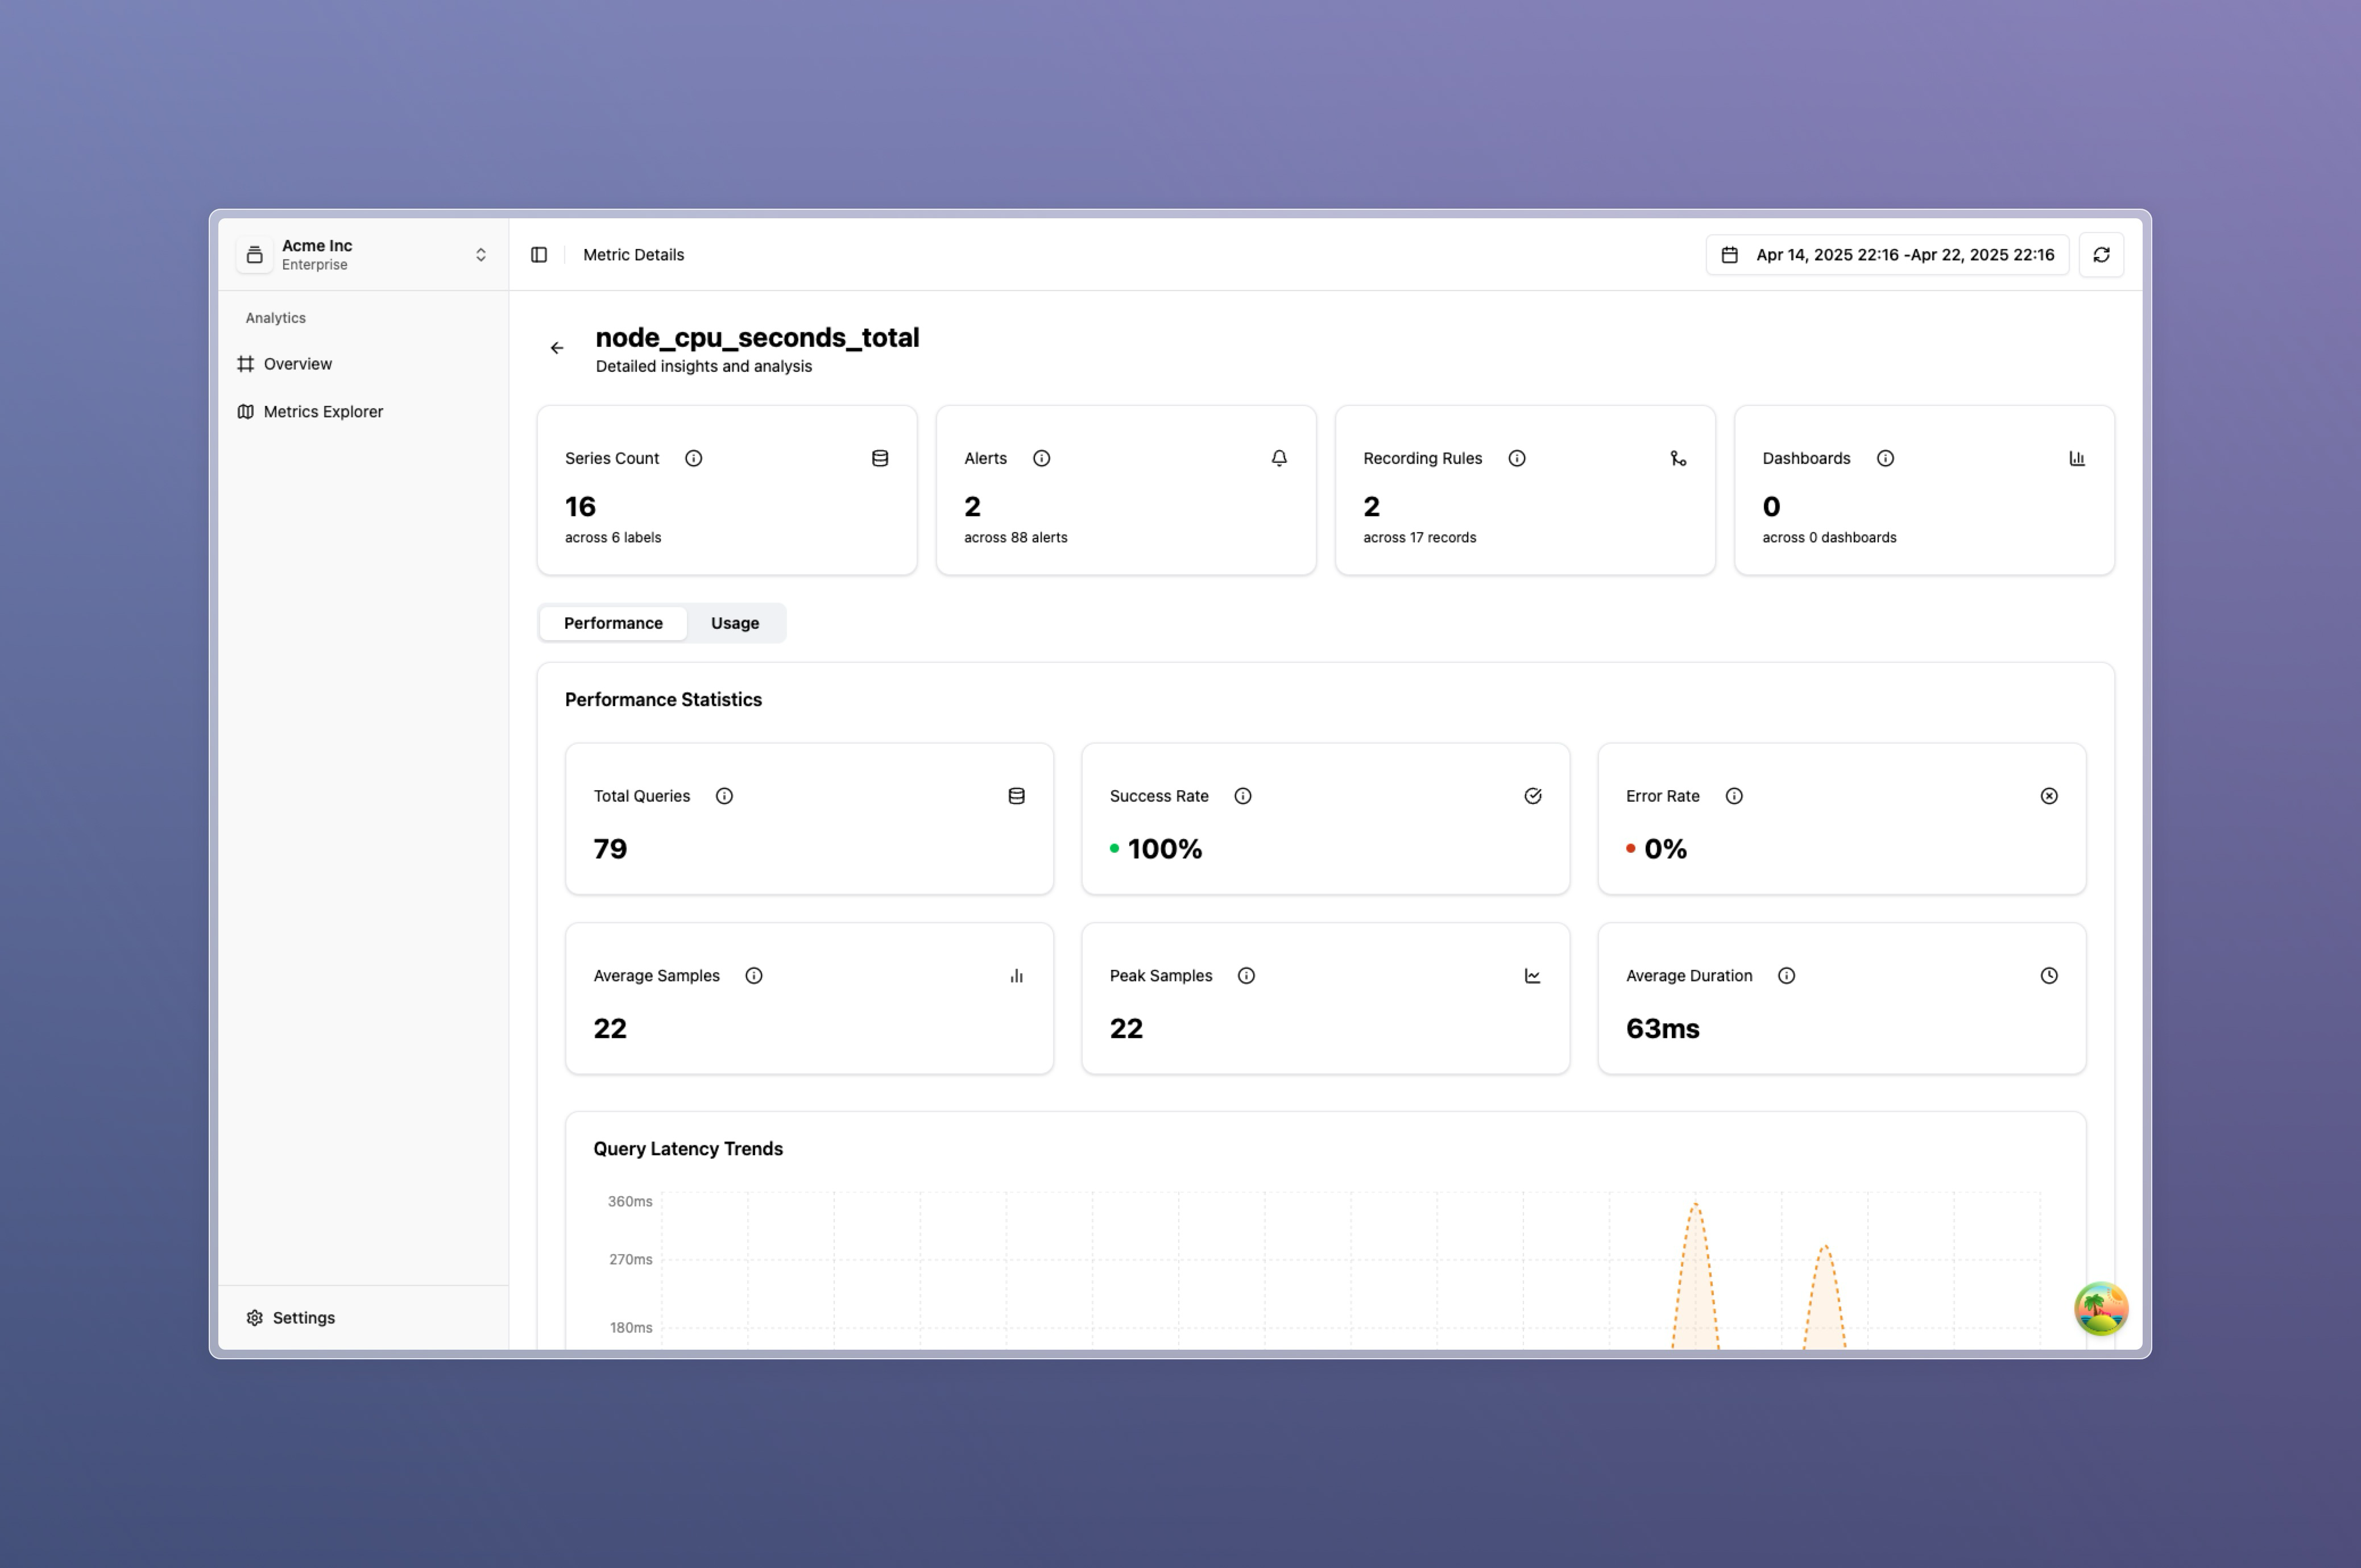 Acme Inc
Enterprise
Metric Details
Apr 14, 2025 22:16 -Apr 22, 2025 22:16
Analytics
Overview
Metrics Explorer
node_cpu_seconds_total
Detailed insights and analysis
Series Count
16
across 6 labels
Alerts
2
across 88 alerts
Recording Rules
2
across 17 records
Dashboards
0
across 0 dashboards
Performance
Usage
Performance Statistics
Total Queries
79
Success Rate
100%
Error Rate
0%
Average Samples
22
Peak Samples
22
Average Duration
63ms
Query Latency Trends
360ms
270ms
180ms
Settings